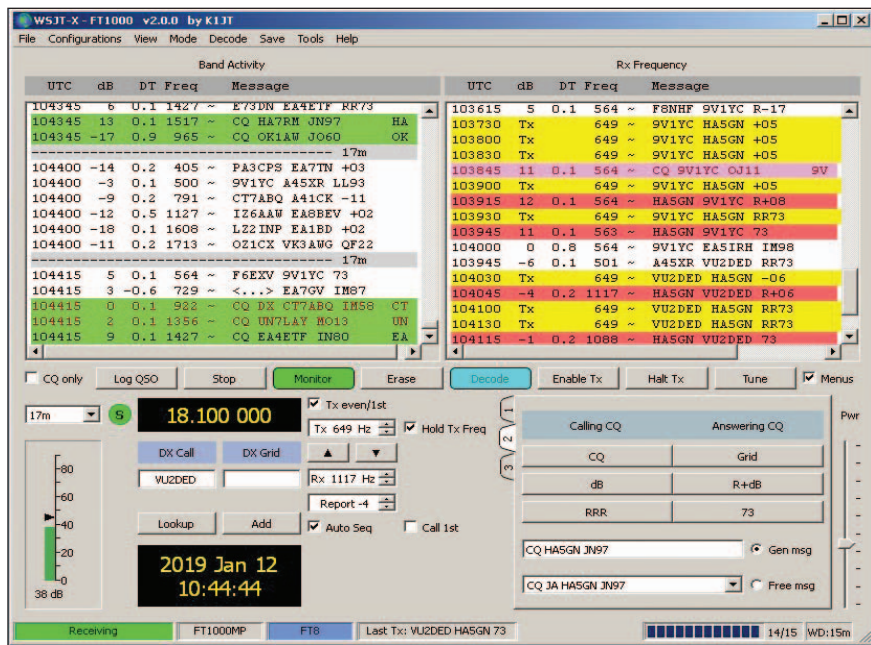 WSJT-X - FT1000 v2.0.0 by K1JT
File Configurations View Mode Decode Save Tools Help
Band Activity
UTC dB DT Freq Message
104345 6 0.1 1427 ~ E73DN EA4ETF RR73
104345 13 0.1 1517 ~ CQ HA7RM JN97 HA
104345 -17 0.9 965 ~ CQ OK1AW JO60 OK
---------------------------------------- 17m
104400 -14 0.2 405 ~ PA3CPS EA7TN +03
104400 -3 0.1 500 ~ 9V1YC A45XR LL93
104400 -9 0.2 791 ~ CT7ABQ A41CK -11
104400 -12 0.5 1127 ~ IZ6AAW EA8BEV +02
104400 -18 0.1 1608 ~ LZ2INP EA1BD +02
104400 -11 0.2 1713 ~ OZ1CX VK3AWG QF22
---------------------------------------- 17m
104415 5 0.1 564 ~ F6EXV 9V1YC 73
104415 3 -0.6 729 ~ <...> EA7GV IM87
104415 0 0.1 922 ~ CQ DX CT7ABQ IM58 CT
104415 2 0.1 1356 ~ CQ UN7LAY MO13 UN
104415 9 0.1 1427 ~ CQ EA4ETF IN80 EA
Rx Frequency
UTC dB DT Freq Message
103615 5 0.1 564 ~ F8NHF 9V1YC R-17
103730 Tx 649 ~ 9V1YC HA5GN +05
103800 Tx 649 ~ 9V1YC HA5GN +05
103830 Tx 649 ~ 9V1YC HA5GN +05
103845 11 0.1 564 ~ CQ 9V1YC OJ11 9V
103900 Tx 649 ~ 9V1YC HA5GN +05
103915 12 0.1 564 ~ HA5GN 9V1YC R+08
103930 Tx 649 ~ 9V1YC HA5GN RR73
103945 11 0.1 563 ~ HA5GN 9V1YC 73
104000 0 0.8 564 ~ 9V1YC EA5IRH IM98
103945 -6 0.1 501 ~ A45XR VU2DED RR73
104030 Tx 649 ~ VU2DED HA5GN -06
104045 -4 0.2 1117 ~ HA5GN VU2DED R+06
104100 Tx 649 ~ VU2DED HA5GN RR73
104130 Tx 649 ~ VU2DED HA5GN RR73
104115 -1 0.2 1088 ~ HA5GN VU2DED 73
CQ only Log QSO Stop Monitor Erase Decode Enable Tx Halt Tx Tune Menus
17m S 18.100 000
Tx even/1st
Tx 649 Hz Hold Tx Freq
DX Call DX Grid
VU2DED
Rx 1117 Hz
Report -4
Lookup Add
Auto Seq Call 1st
2019 Jan 12
10:44:44
-80
-60
-40
-20
-0
38 dB
1
2
3
Calling CQ Answering CQ
CQ Grid
dB R+dB
RRR 73
CQ HA5GN JN97 Gen msg
CQ JA HA5GN JN97 Free msg
Pwr
Receiving FT1000MP FT8 Last Tx: VU2DED HA5GN 73 14/15 WD:15m